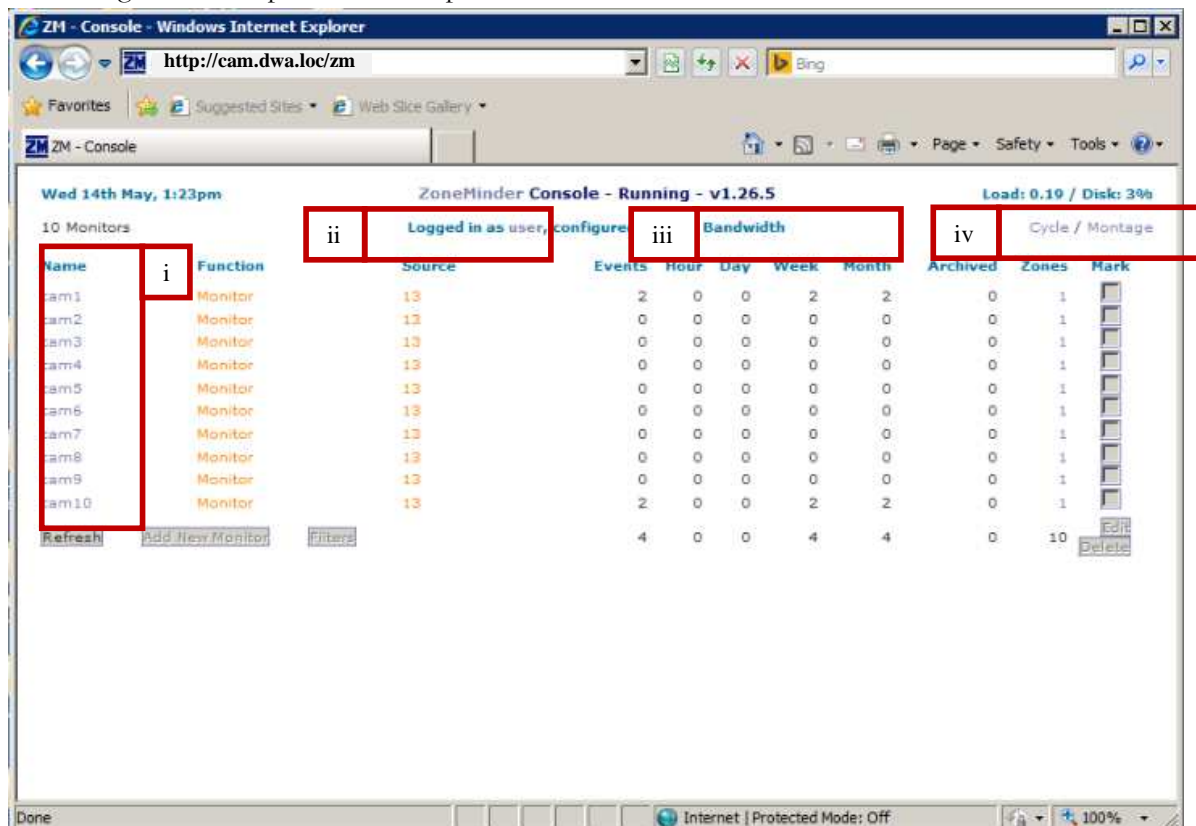 ZM - Console - Windows Internet Explorer
ZM http://cam.dwa.loc/zm Bing
Favorites Suggested Sites Web Slice Gallery
ZM ZM - Console Page Safety Tools
Wed 14th May, 1:23pm ZoneMinder Console - Running - v1.26.5 Load: 0.19 / Disk: 3%
10 Monitors ii Logged in as user, configured iii Bandwidth iv Cycle / Montage
Name i Function Source Events Hour Day Week Month Archived Zones Mark
cam1 Monitor 13 2 0 0 2 2 0 1
cam2 Monitor 13 0 0 0 0 0 0 1
cam3 Monitor 13 0 0 0 0 0 0 1
cam4 Monitor 13 0 0 0 0 0 0 1
cam5 Monitor 13 0 0 0 0 0 0 1
cam6 Monitor 13 0 0 0 0 0 0 1
cam7 Monitor 13 0 0 0 0 0 0 1
cam8 Monitor 13 0 0 0 0 0 0 1
cam9 Monitor 13 0 0 0 0 0 0 1
cam10 Monitor 13 2 0 0 2 2 0 1
Refresh Add New Monitor Filters 4 0 0 4 4 0 10 Edit
Delete
Done Internet | Protected Mode: Off 100%